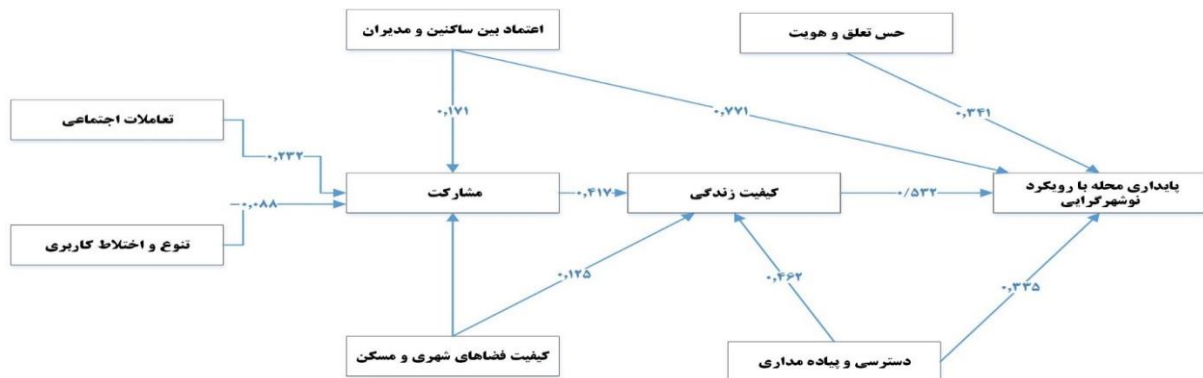 اعتماد بین ساکنین و مدیران
حس تعلق و هویت
۰,۱۷۱
۰,۷۷۱
۰,۳۴۱
تعاملات اجتماعی
۰,۲۳۲
مشارکت
۰,۴۱۷
کیفیت زندگی
۰/۵۳۲
پایداری محله با رویکرد
نوشهرگرایی
-۰,۰۸۸
تنوع و اختلاط کاربری
۰,۱۲۵
۰,۴۶۲
۰,۳۳۵
کیفیت فضاهای شهری و مسکن
دسترسی و پیاده مداری